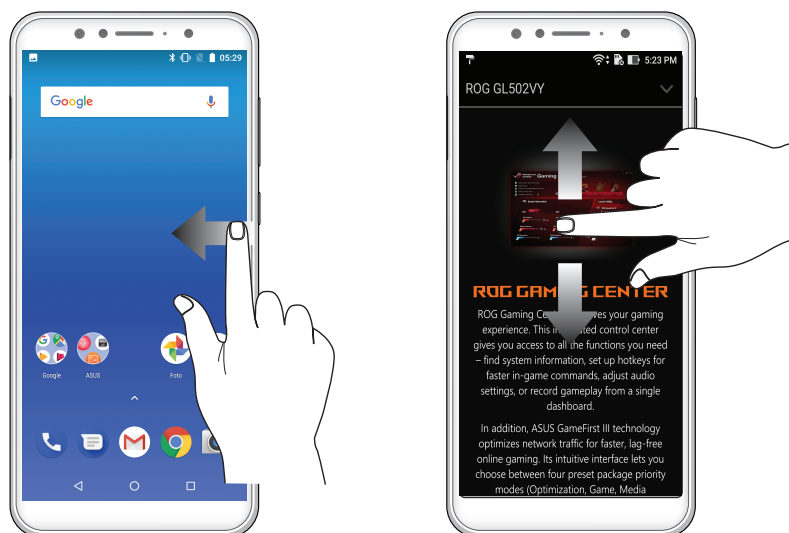 05:29
Google
Google
ASUS
Foto
5:23 PM
ROG GL502VY
Gaming
ROG GAM G CENTER
ROG Gaming Ce ves your gaming
experience. This in ted control center
gives you access to all the functions you need
– find system information, set up hotkeys for
faster in-game commands, adjust audio
settings, or record gameplay from a single
dashboard.
In addition, ASUS GameFirst III technology
optimizes network traffic for faster, lag-free
online gaming. Its intuitive interface lets you
choose between four preset package priority
modes (Optimization, Game, Media